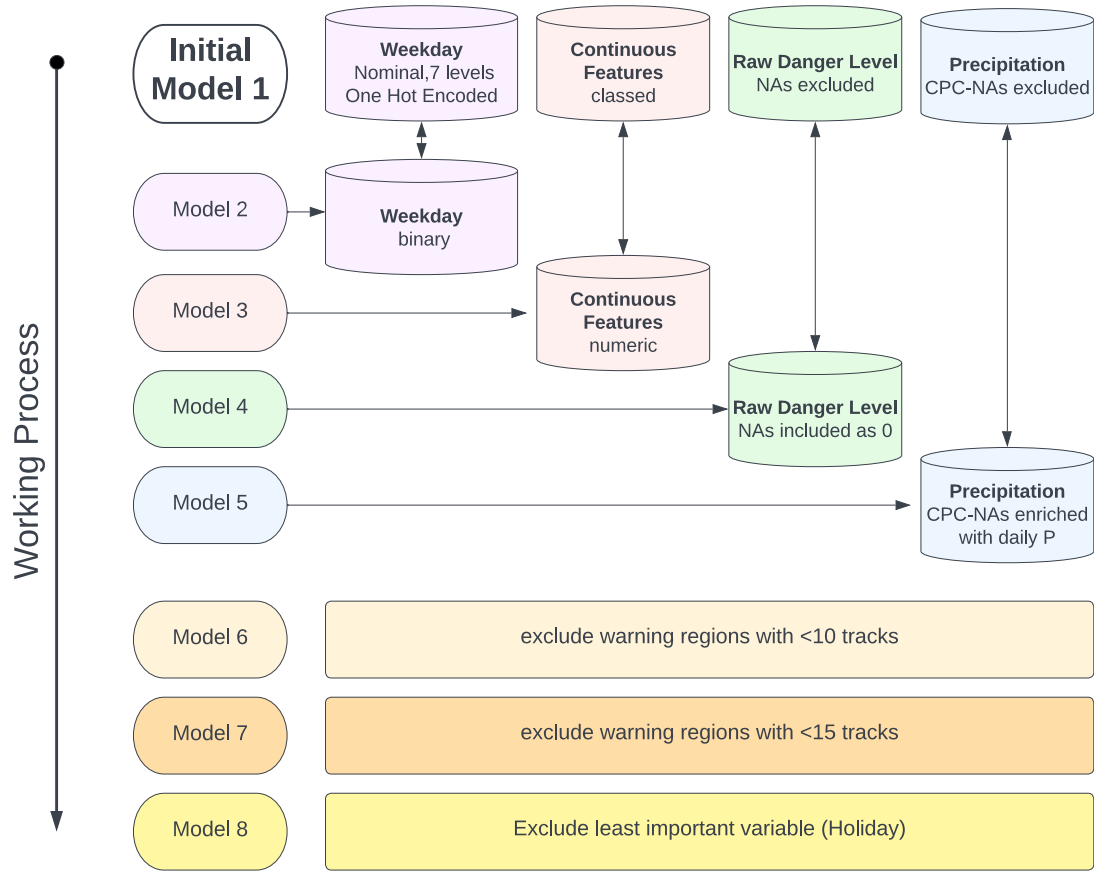 Working Process
Initial
Model 1
Weekday
Nominal,7 levels
One Hot Encoded
Continuous
Features
classed
Raw Danger Level
NAs excluded
Precipitation
CPC-NAs excluded
Model 2
Weekday
binary
Model 3
Continuous
Features
numeric
Model 4
Raw Danger Level
NAs included as 0
Model 5
Precipitation
CPC-NAs enriched
with daily P
Model 6
exclude warning regions with <10 tracks
Model 7
exclude warning regions with <15 tracks
Model 8
Exclude least important variable (Holiday)